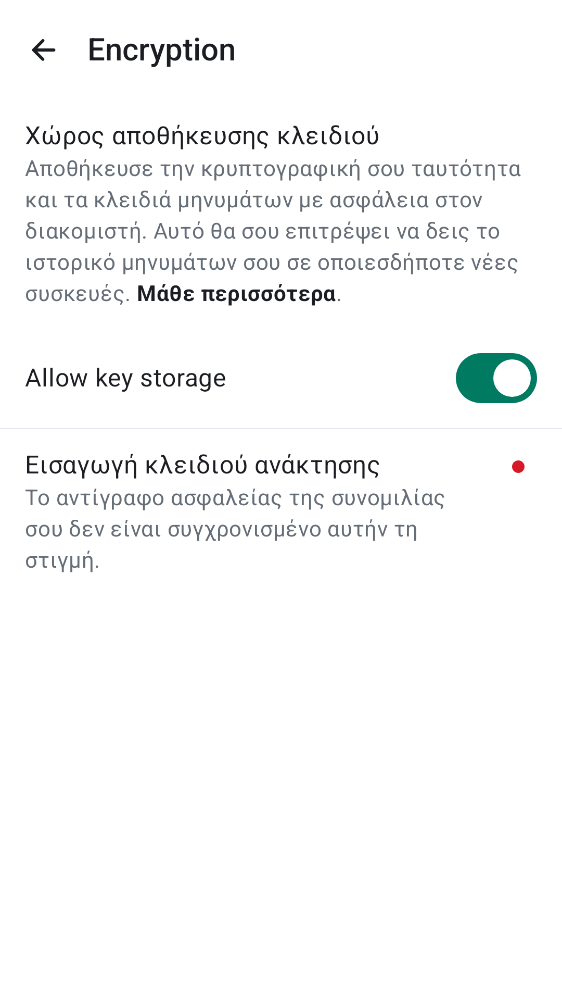 Encryption
Χώρος αποθήκευσης κλειδιού
Αποθήκευσε την κρυπτογραφική σου ταυτότητα
και τα κλειδιά μηνυμάτων με ασφάλεια στον
διακομιστή. Αυτό θα σου επιτρέψει να δεις το
ιστορικό μηνυμάτων σου σε οποιεσδήποτε νέες
συσκευές. Μάθε περισσότερα.
Allow key storage
Εισαγωγή κλειδιού ανάκτησης
Το αντίγραφο ασφαλείας της συνομιλίας
σου δεν είναι συγχρονισμένο αυτήν τη
στιγμή.